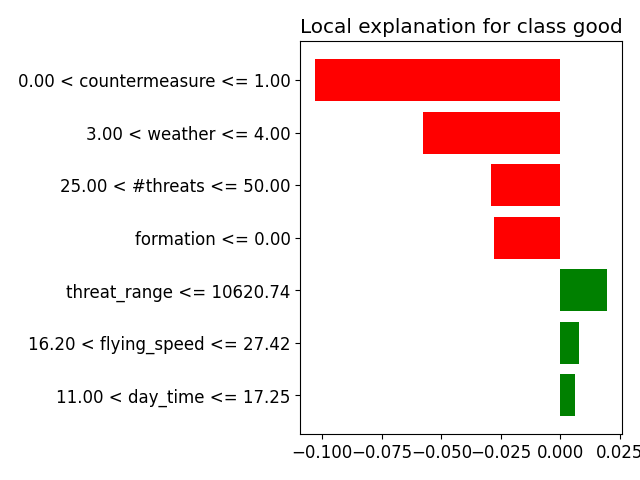 Local explanation for class good
0.00 < countermeasure <= 1.00
3.00 < weather <= 4.00
25.00 < #threats <= 50.00
formation <= 0.00
threat_range <= 10620.74
16.20 < flying_speed <= 27.42
11.00 < day_time <= 17.25
−0.100 −0.075 −0.050 −0.025 0.000 0.025